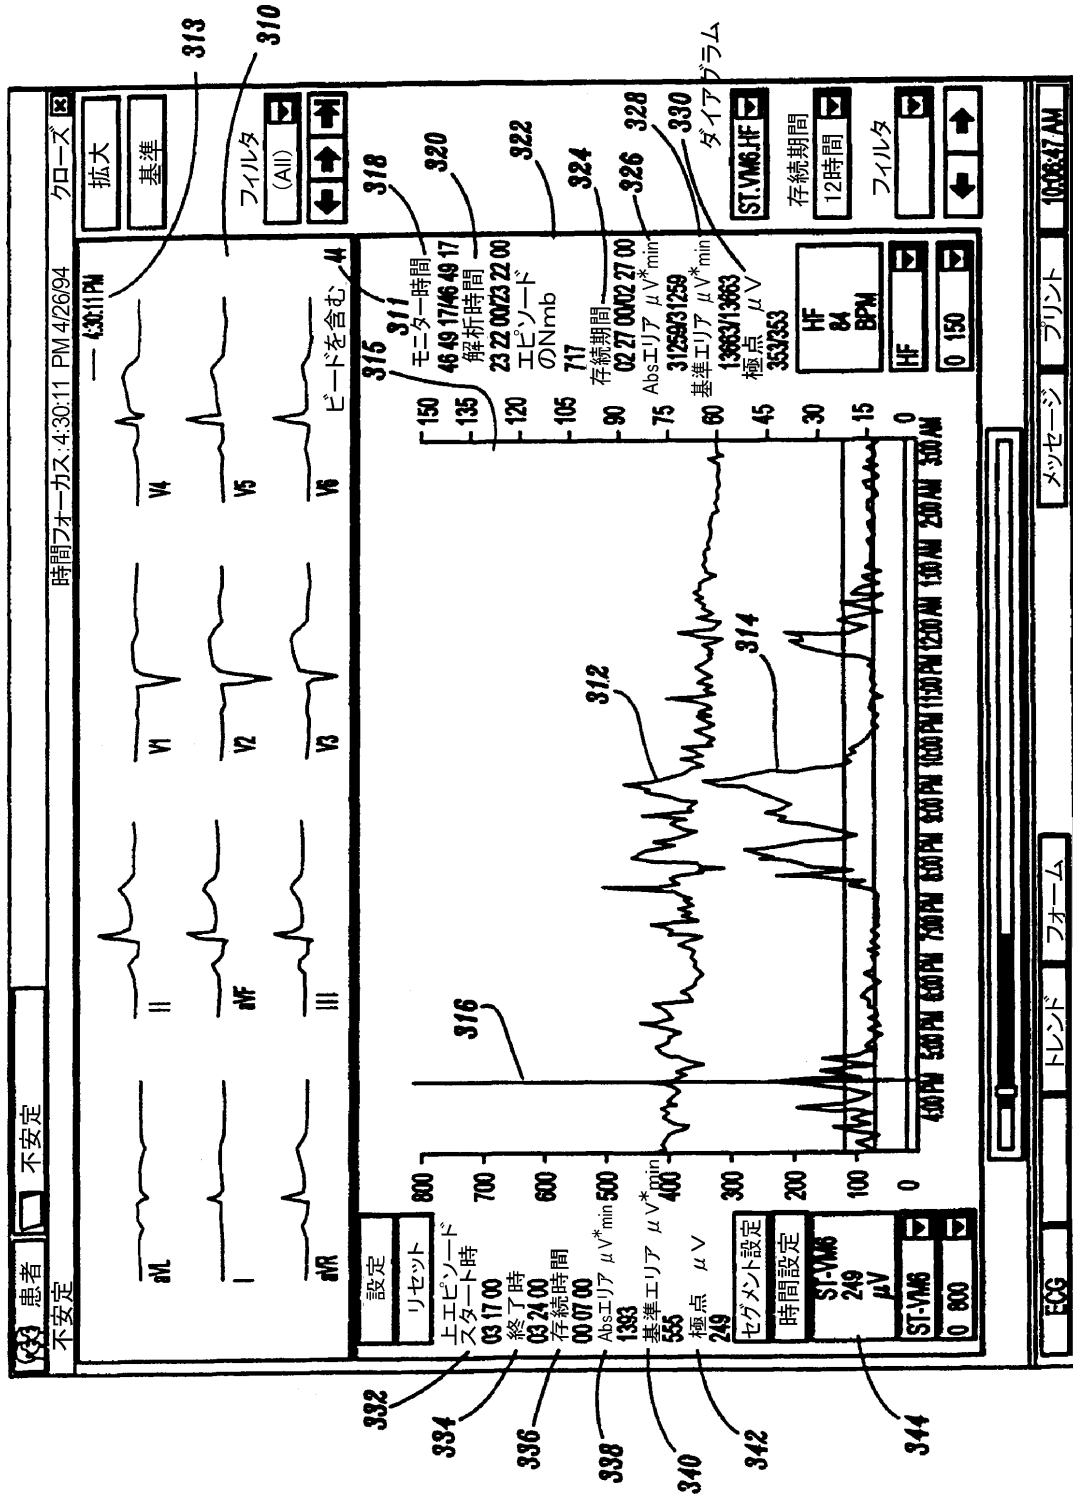 患者
不安定
不安定
時間フォーカス:4:30:11 PM 4/26/94
クローズ
拡大
基準
フィルタ
(All)
4:30:11 PM
aVL
I
aVR
II
aVF
III
V1
V2
V3
V4
V5
V6
ビードを含む 44
313
310
311
315
設定
リセット
上エピソード
スタート時
03 17 00
終了時
03 24 00
存続時間
00 07 00
Absエリア μV*min
1393
基準エリア μV*min
555
極点 μV
249
セグメント設定
時間設定
ST-VM6
249
μV
ST-VM6
0 800
332
334
336
338
340
342
344
800
700
600
500
400
300
200
100
0
316
312
314
150
135
120
105
90
75
60
45
30
15
0
4:00 PM 5:00 PM 6:00 PM 7:00 PM 8:00 PM 9:00 PM 10:00 PM 11:00 PM 12:00 AM 1:00 AM 2:00 AM 3:00 AM
モニター時間
46 49 17/46 49 17
解析時間
23 22 00/23 22 00
エピソード
のNmb
717
存続期間
02 27 00/02 27 00
Absエリア μV*min
31259/31259
基準エリア μV*min
13663/13663
極点 μV
353/353
HF
84
BPM
HF
0 150
318
320
322
324
326
328
330
ダイアグラム
ST.VM6.HF
存続期間
12時間
フィルタ
ECG
トレンド
フォーム
メッセージ
プリント
10:08:47 AM